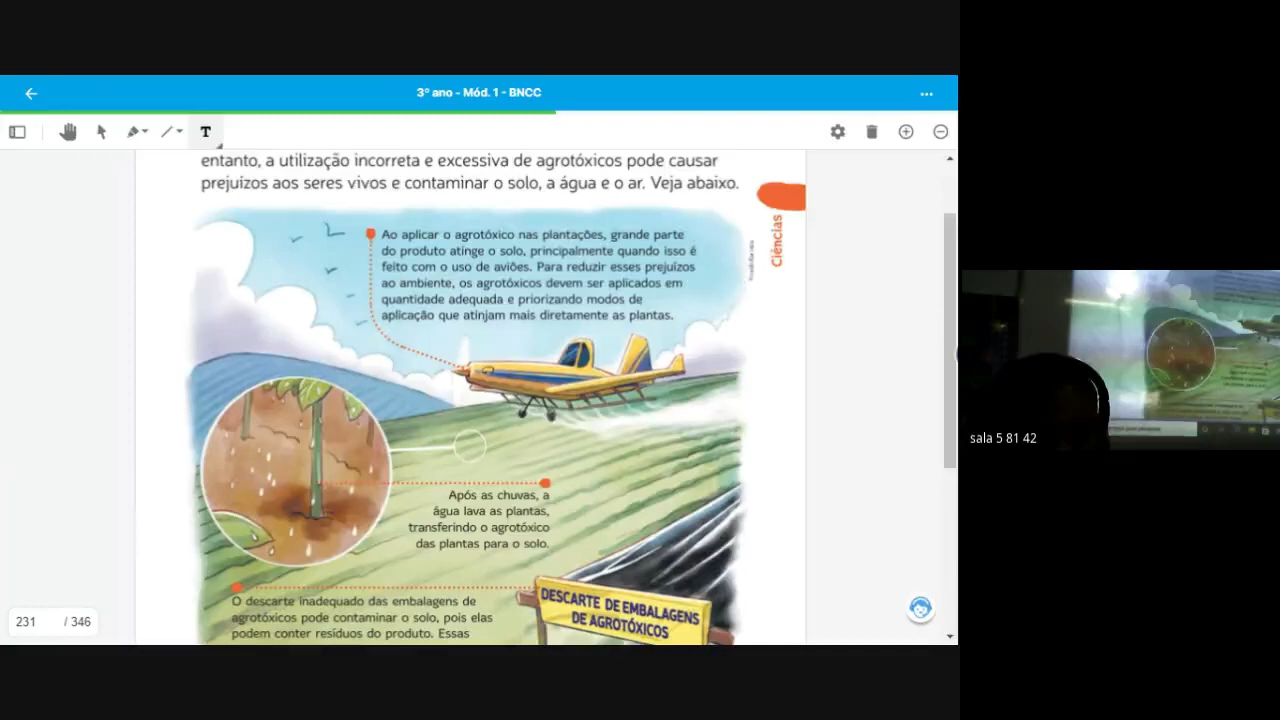 3º ano - Mód. 1 - BNCC
T
entanto, a utilização incorreta e excessiva de agrotóxicos pode causar
prejuízos aos seres vivos e contaminar o solo, a água e o ar. Veja abaixo.
Ciências
Ao aplicar o agrotóxico nas plantações, grande parte
do produto atinge o solo, principalmente quando isso é
feito com o uso de aviões. Para reduzir esses prejuízos
ao ambiente, os agrotóxicos devem ser aplicados em
quantidade adequada e priorizando modos de
aplicação que atinjam mais diretamente as plantas.
Após as chuvas, a
água lava as plantas,
transferindo o agrotóxico
das plantas para o solo.
O descarte inadequado das embalagens de
agrotóxicos pode contaminar o solo, pois elas
podem conter resíduos do produto. Essas
DESCARTE DE EMBALAGENS
DE AGROTÓXICOS
231 / 346
sala 5 81 42